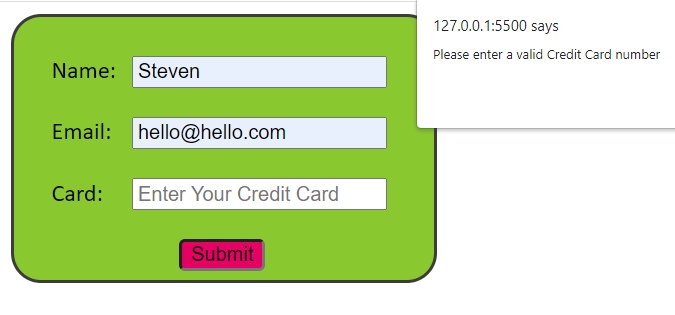 127.0.0.1:5500 says
Please enter a valid Credit Card number
Name: Steven
Email: hello@hello.com
Card: Enter Your Credit Card
Submit